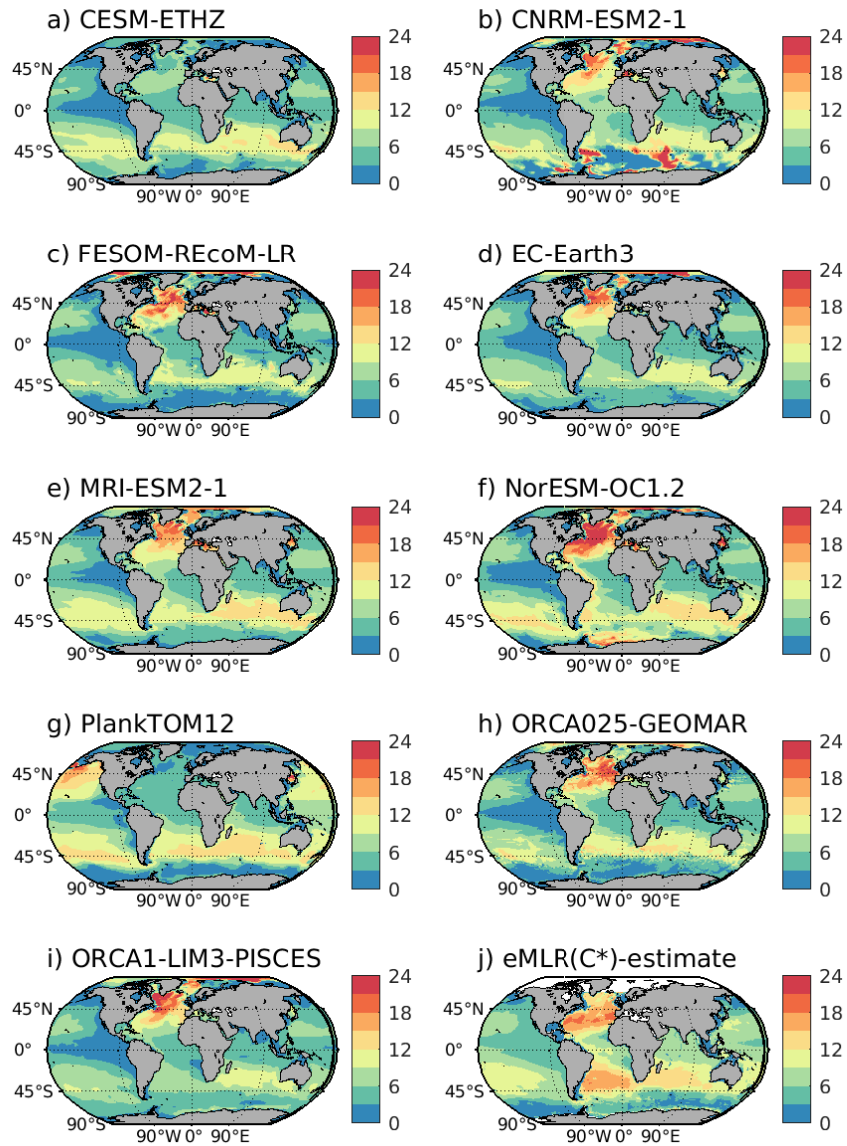 a) CESM-ETHZ
45°N
0°
45°S
90°S
90°W 0° 90°E
24
18
12
6
0
b) CNRM-ESM2-1
45°N
0°
45°S
90°S
90°W 0° 90°E
24
18
12
6
0
c) FESOM-REcoM-LR
45°N
0°
45°S
90°S
90°W 0° 90°E
24
18
12
6
0
d) EC-Earth3
45°N
0°
45°S
90°S
90°W 0° 90°E
24
18
12
6
0
e) MRI-ESM2-1
45°N
0°
45°S
90°S
90°W 0° 90°E
24
18
12
6
0
f) NorESM-OC1.2
45°N
0°
45°S
90°S
90°W 0° 90°E
24
18
12
6
0
g) PlankTOM12
45°N
0°
45°S
90°S
90°W 0° 90°E
24
18
12
6
0
h) ORCA025-GEOMAR
45°N
0°
45°S
90°S
90°W 0° 90°E
24
18
12
6
0
i) ORCA1-LIM3-PISCES
45°N
0°
45°S
90°S
90°W 0° 90°E
24
18
12
6
0
j) eMLR(C*)-estimate
45°N
0°
45°S
90°S
90°W 0° 90°E
24
18
12
6
0